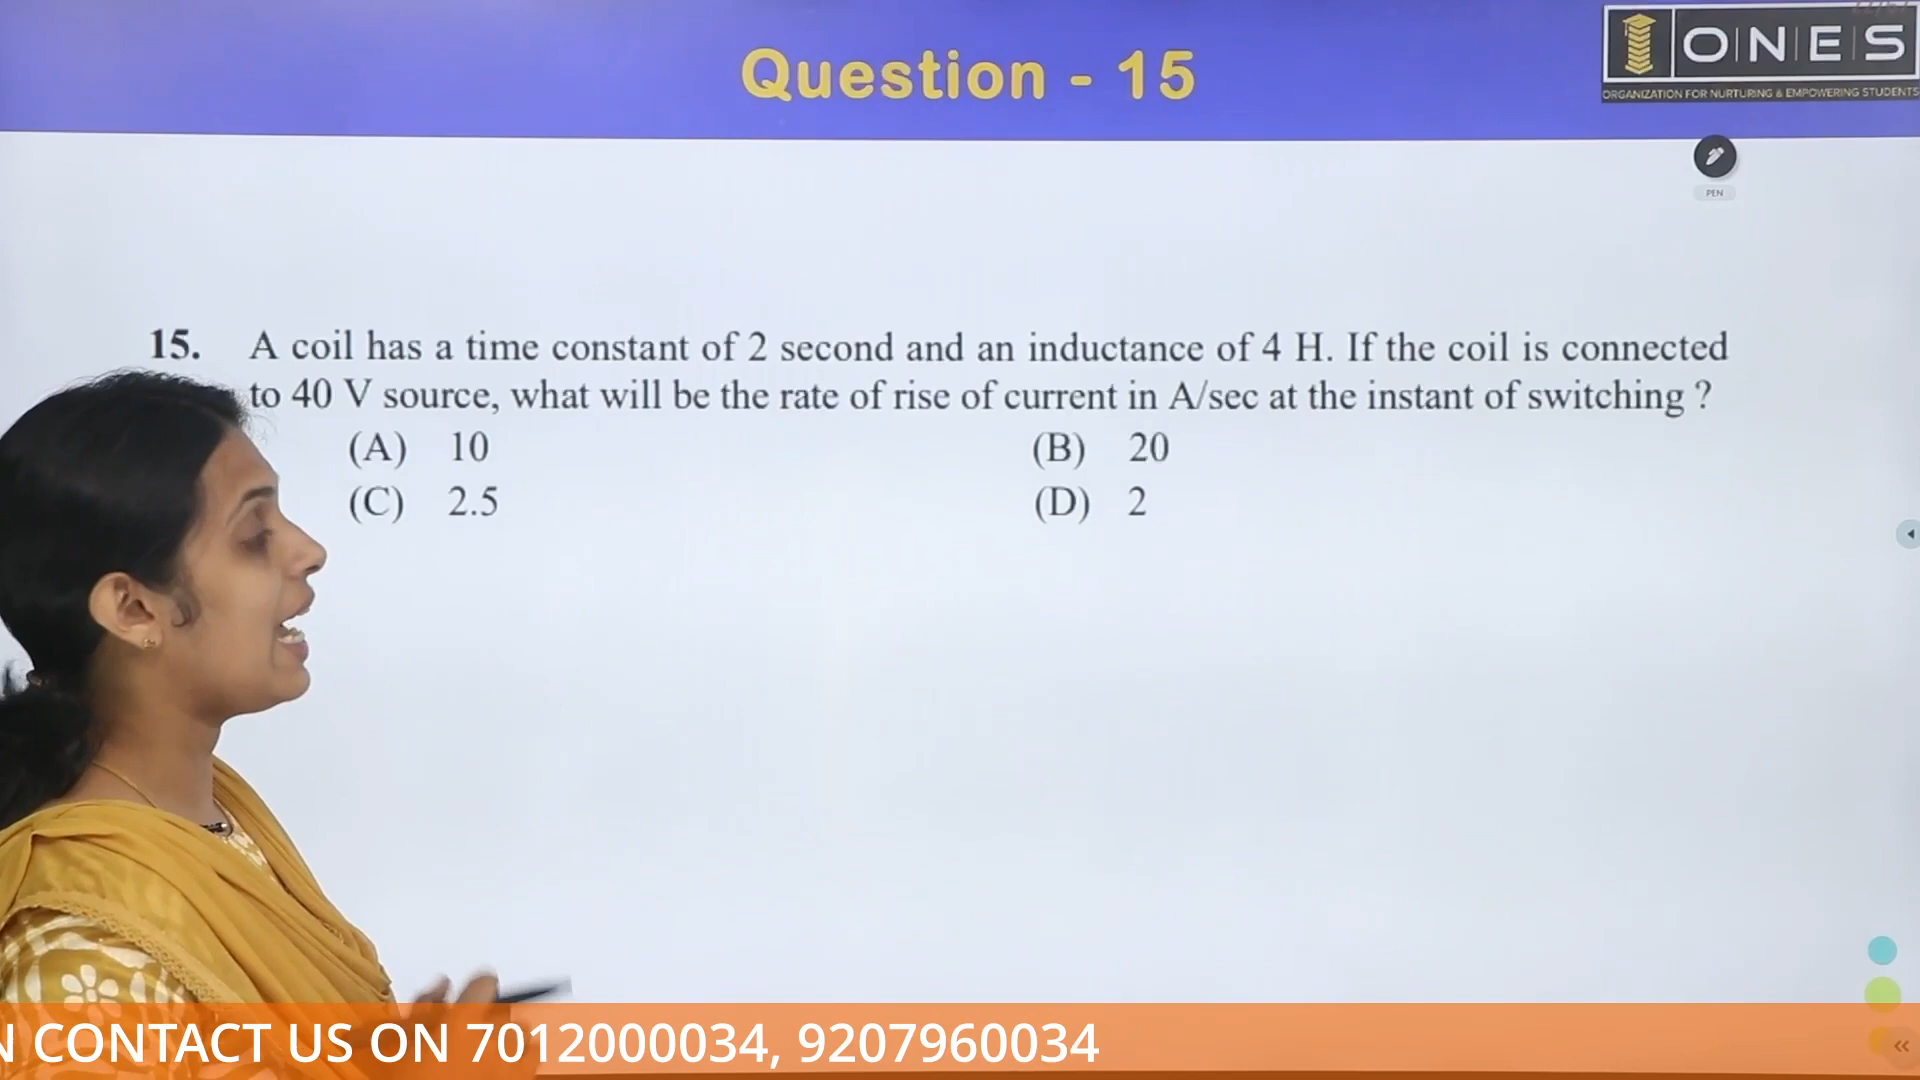 Question - 15
O|N|E|S
ORGANIZATION FOR NURTURING & EMPOWERING STUDENTS
PEN
15. A coil has a time constant of 2 second and an inductance of 4 H. If the coil is connected
to 40 V source, what will be the rate of rise of current in A/sec at the instant of switching ?
(A) 10 (B) 20
(C) 2.5 (D) 2
N CONTACT US ON 7012000034, 9207960034